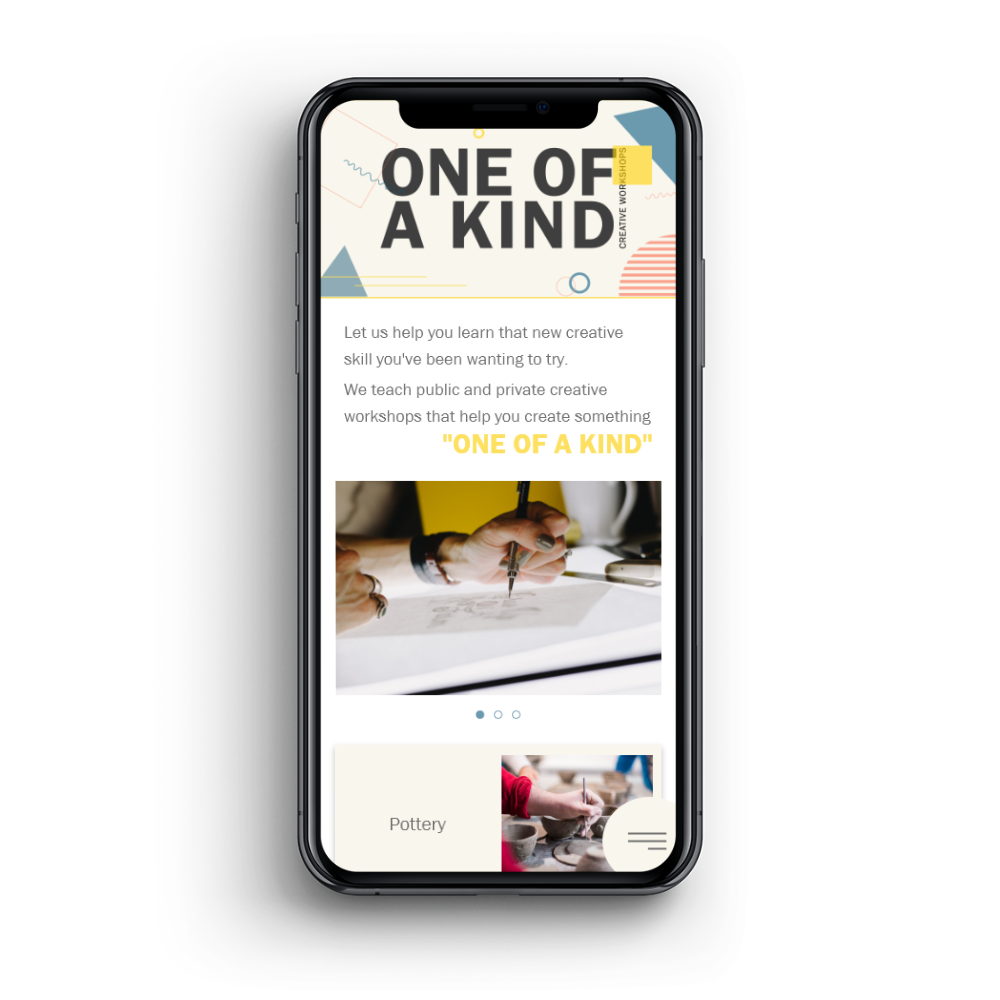 ONE OF
A KIND
CREATIVE WORKSHOPS
Let us help you learn that new creative
skill you've been wanting to try.
We teach public and private creative
workshops that help you create something
"ONE OF A KIND"
Pottery